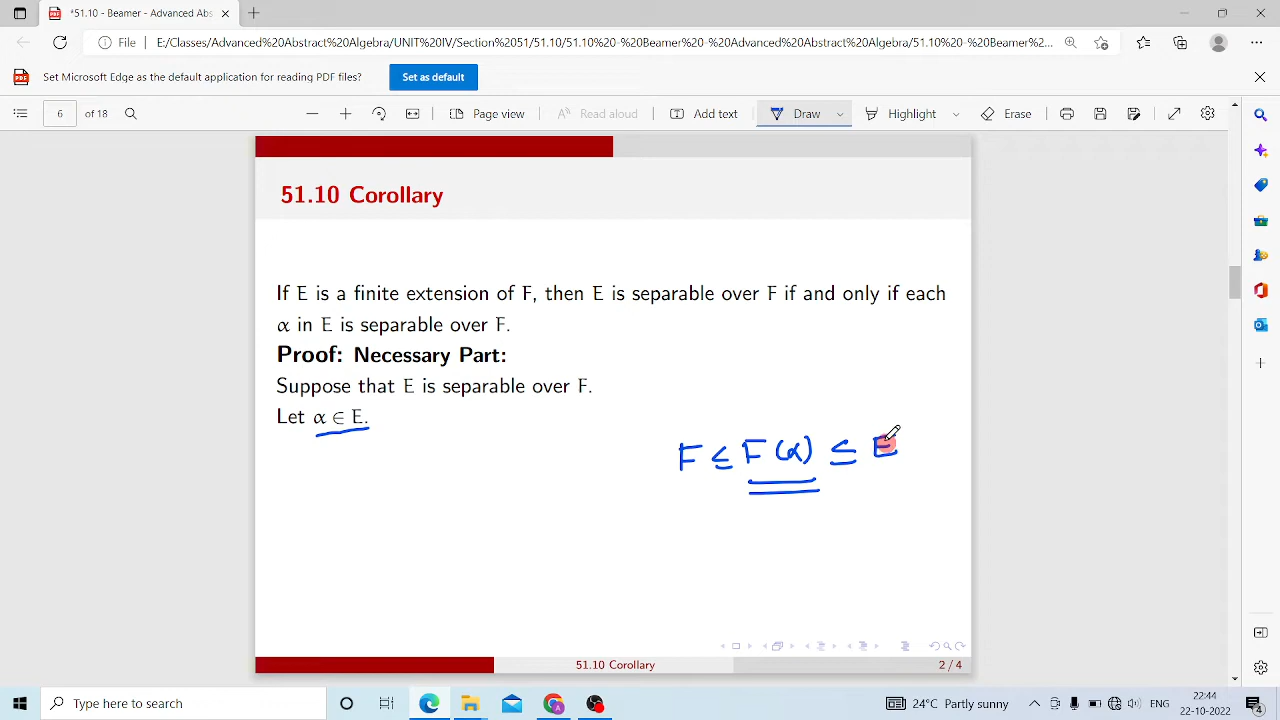 *51.10 - Beamer - Advanced Abs
File E:/Classes/Advanced%20Abstract%20Algebra/UNIT%20IV/Section%2051/51.10/51.10%20-%20Beamer%20-%20Advanced%20Abstract%20Algebra/51.10%20-%20Beamer%2...
Set Microsoft Edge as the default application for reading PDF files? Set as default
6 of 18 Page view Read aloud Add text Draw Highlight Erase
51.10 Corollary
If E is a finite extension of F, then E is separable over F if and only if each
α in E is separable over F.
Proof: Necessary Part:
Suppose that E is separable over F.
Let α ∈ E.
F ≤ F(α) ≤ E
51.10 Corollary 2 / 4
Type here to search 24°C Partly sunny ENG 22:44
22-10-2022 4